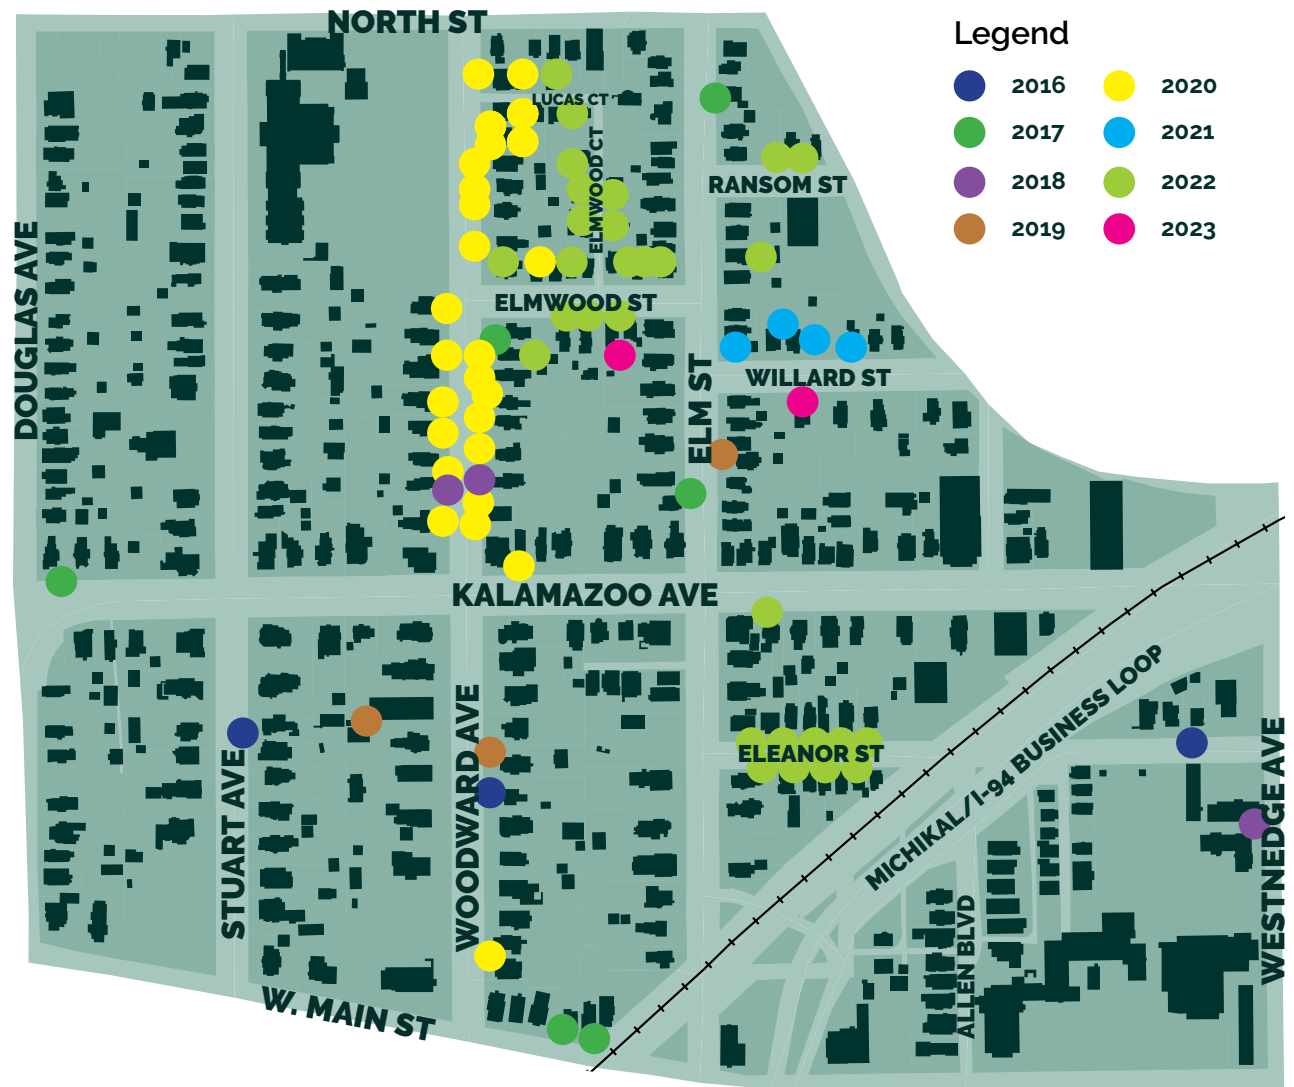 NORTH ST
Legend
2016
2020
2017
2021
2018
2022
2019
2023
LUCAS CT
ELMWOOD CT
RANSOM ST
DOUGLAS AVE
ELMWOOD ST
ELM ST
WILLARD ST
KALAMAZOO AVE
MICHIKAL/I-94 BUSINESS LOOP
STUART AVE
WOODWARD AVE
ELEANOR ST
WESTNEDGE AVE
ALLEN BLVD
W. MAIN ST